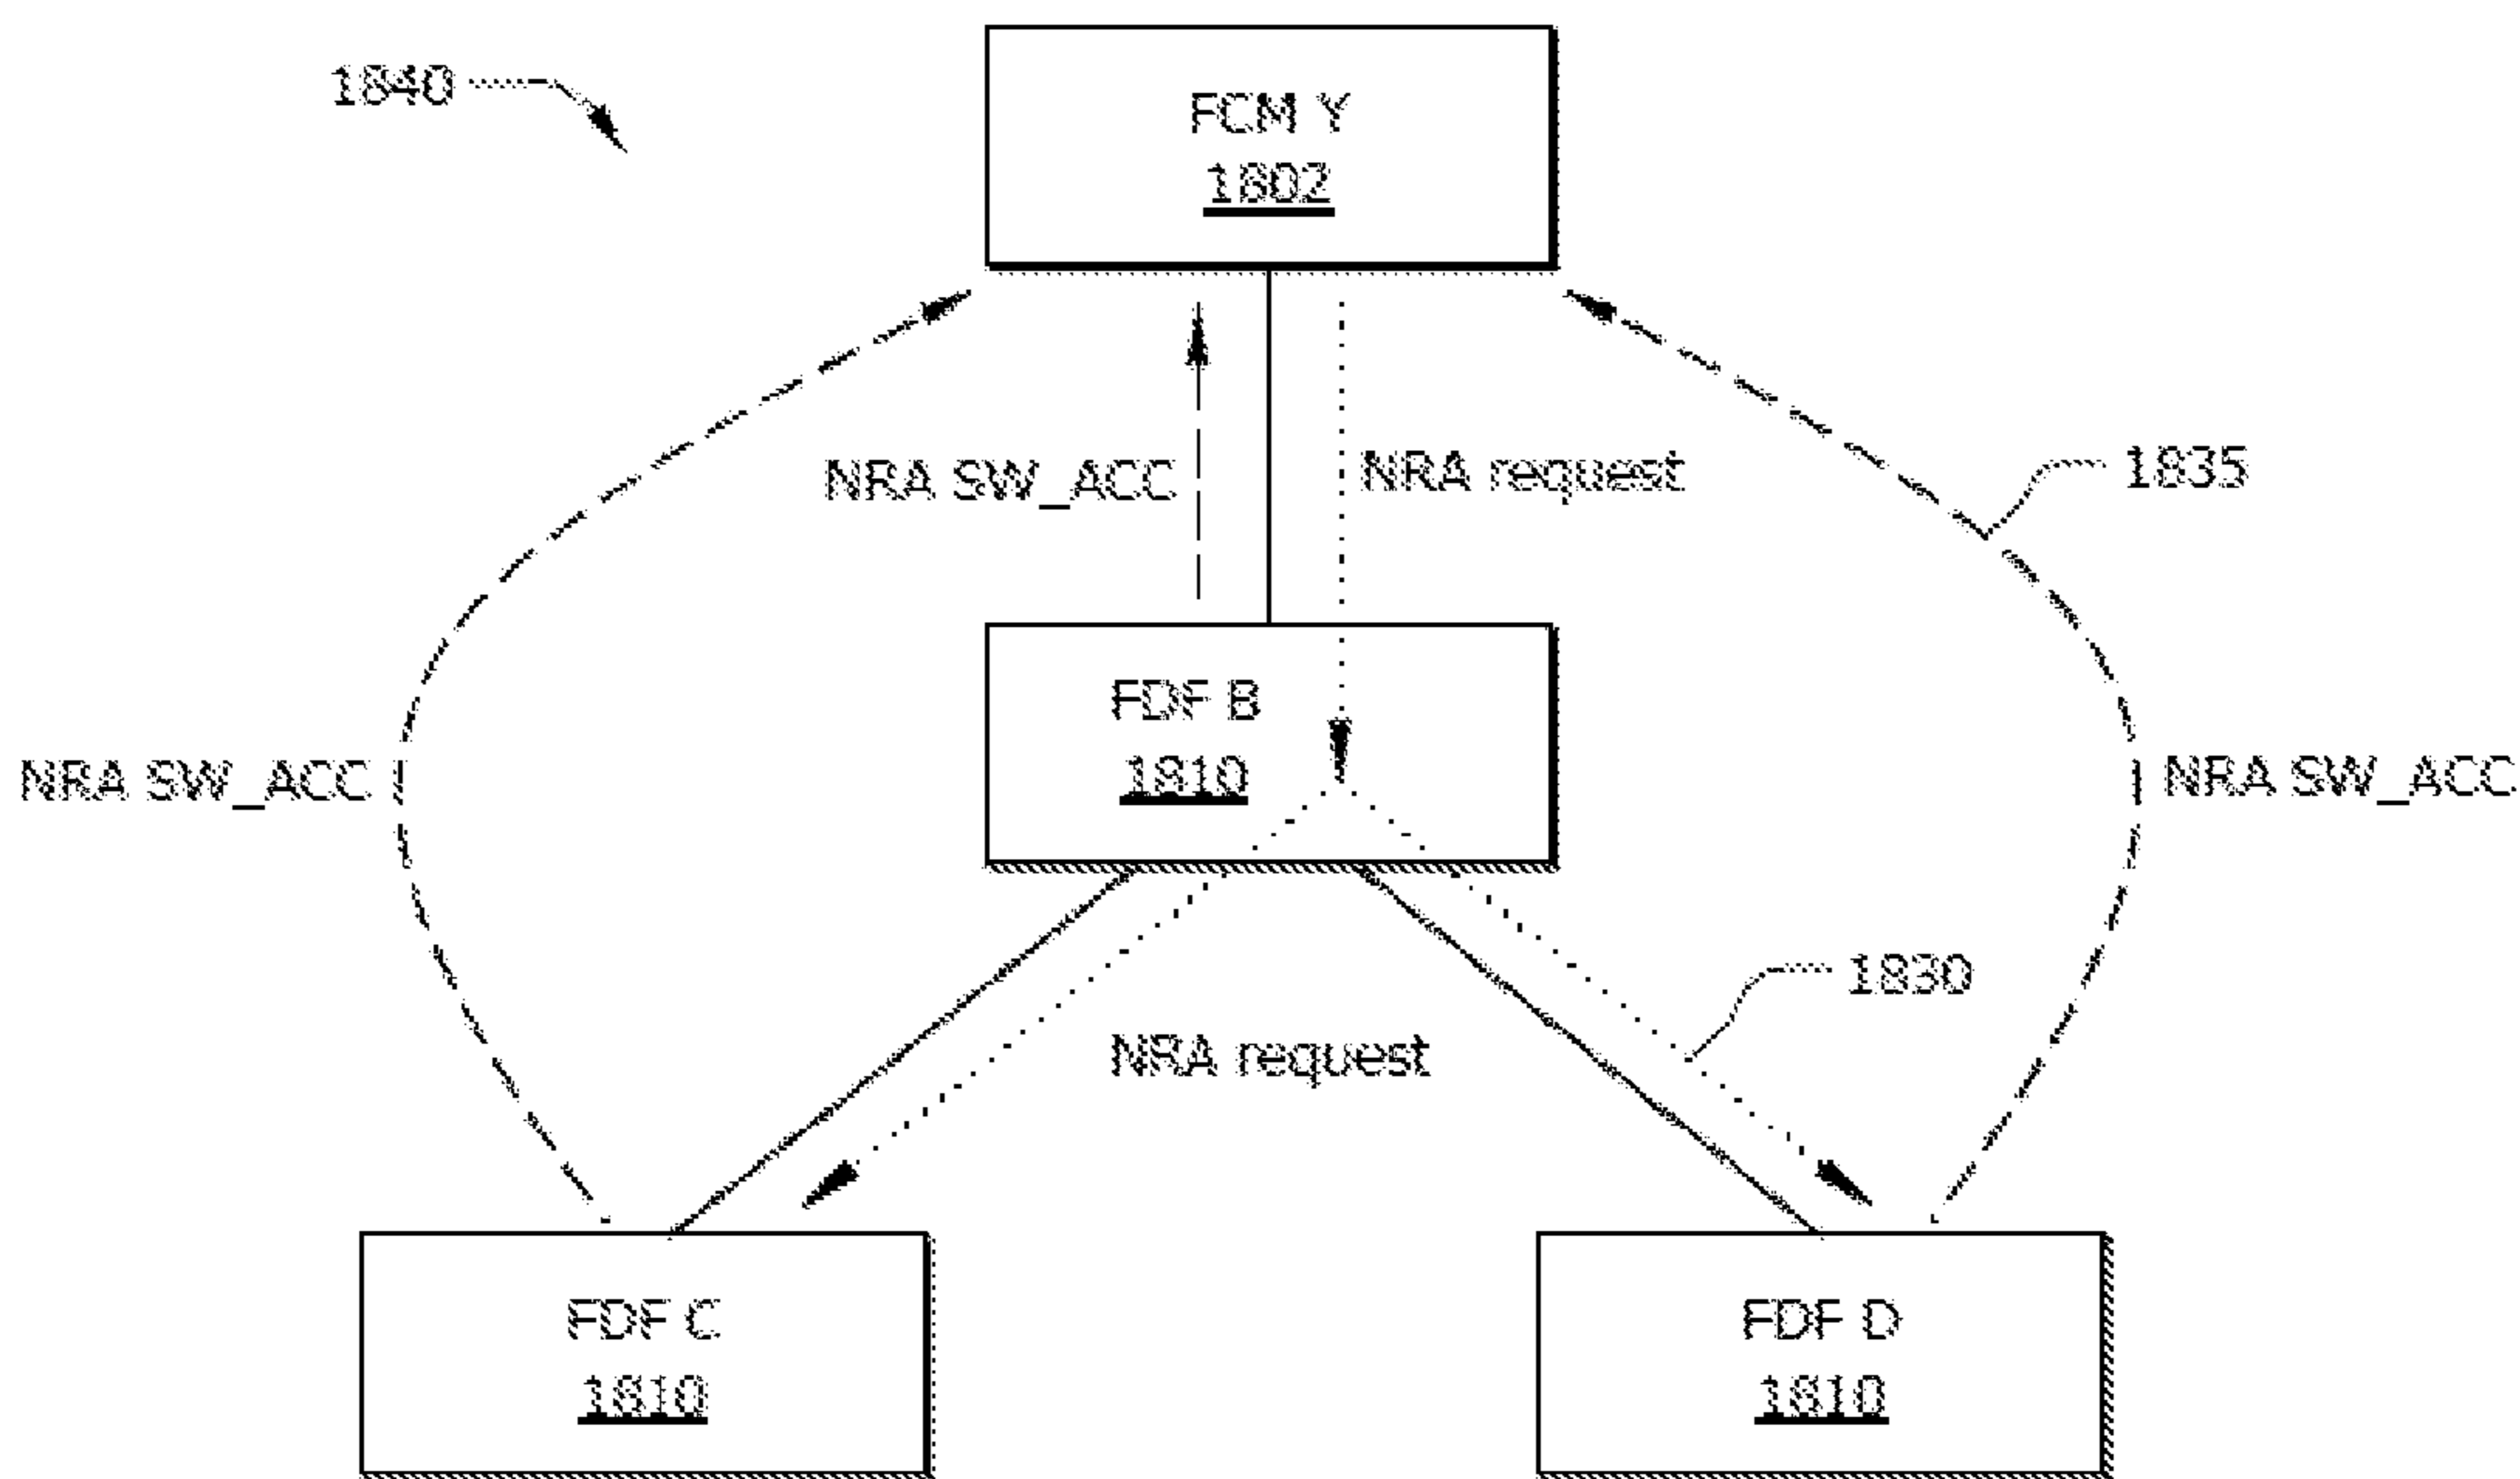 1840
FCM Y
1802
NRA SW_ACC
NRA request
1835
FDF B
1810
NRA SW_ACC
NRA SW_ACC
1830
NRA request
FDF C
1810
FDF D
1810